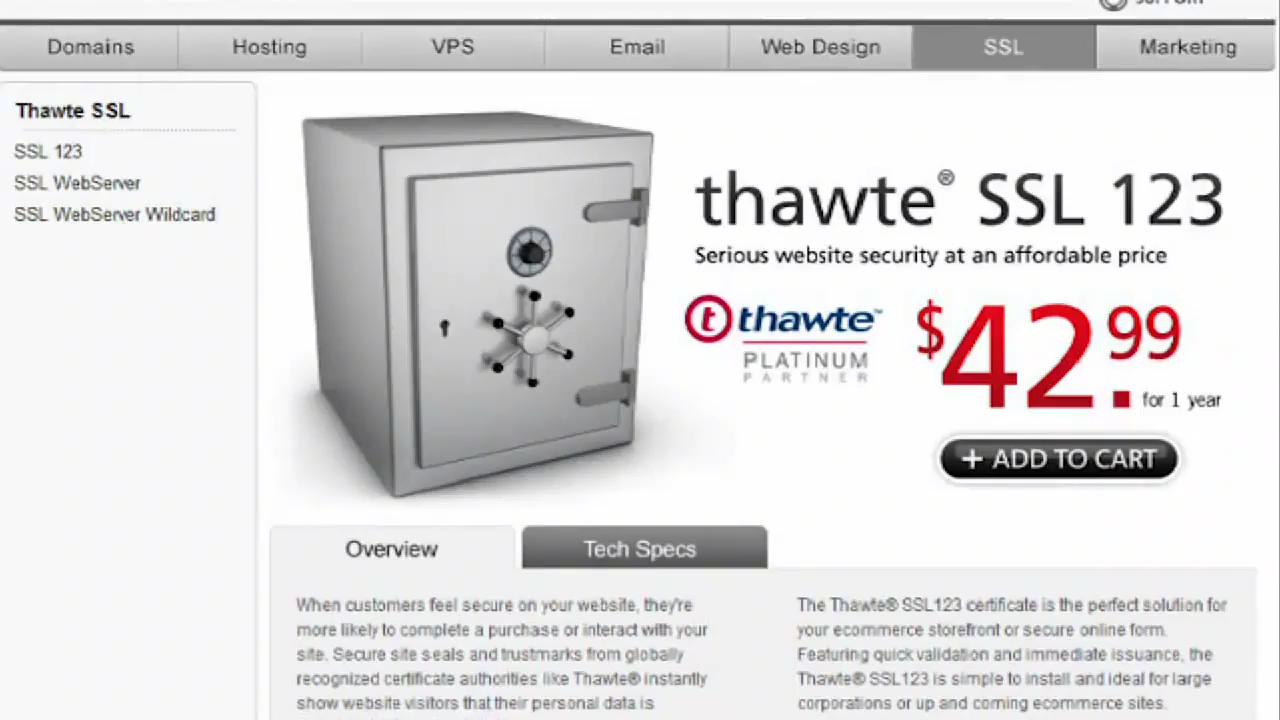 Domains Hosting VPS Email Web Design SSL Marketing
Thawte SSL
SSL 123
SSL WebServer
SSL WebServer Wildcard
thawte® SSL 123
Serious website security at an affordable price
t thawte™
PLATINUM
PARTNER
$42.99
for 1 year
+ ADD TO CART
Overview
Tech Specs
When customers feel secure on your website, they're
more likely to complete a purchase or interact with your
site. Secure site seals and trustmarks from globally
recognized certificate authorities like Thawte® instantly
show website visitors that their personal data is
The Thawte® SSL123 certificate is the perfect solution for
your ecommerce storefront or secure online form.
Featuring quick validation and immediate issuance, the
Thawte® SSL123 is simple to install and ideal for large
corporations or up and coming ecommerce sites.